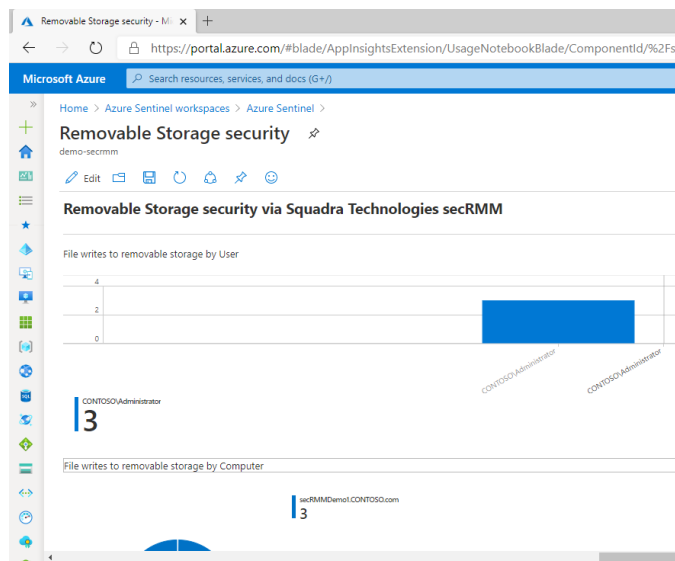 Removable Storage security - Mi
https://portal.azure.com/#blade/AppInsightsExtension/UsageNotebookBlade/ComponentId/%2Fs
Microsoft Azure
Search resources, services, and docs (G+/)
Home > Azure Sentinel workspaces > Azure Sentinel >
Removable Storage security
demo-secrmm
Edit
Removable Storage security via Squadra Technologies secRMM
File writes to removable storage by User
4
2
0
CONTOSO\Administrator
CONTOSO\Administrator
CONTOSO\Administrator
3
File writes to removable storage by Computer
secRMMDemo1.CONTOSO.com
3